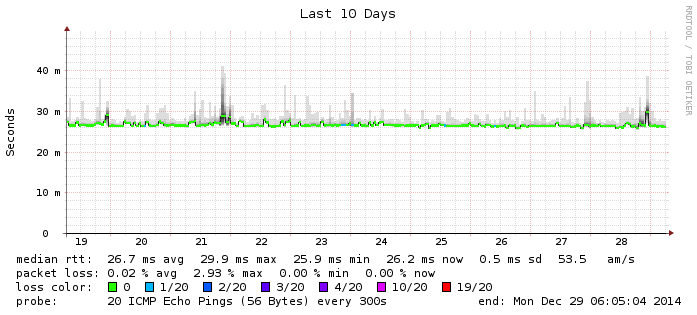 Last 10 Days
RRDTOOL / TOBI OETIKER
Seconds
40 m
30 m
20 m
10 m
0
19 20 21 22 23 24 25 26 27 28
median rtt: 26.7 ms avg 29.9 ms max 25.9 ms min 26.2 ms now 0.5 ms sd 53.5 am/s
packet loss: 0.02 % avg 2.93 % max 0.00 % min 0.00 % now
loss color: 0 1/20 2/20 3/20 4/20 10/20 19/20
probe: 20 ICMP Echo Pings (56 Bytes) every 300s end: Mon Dec 29 06:05:04 2014